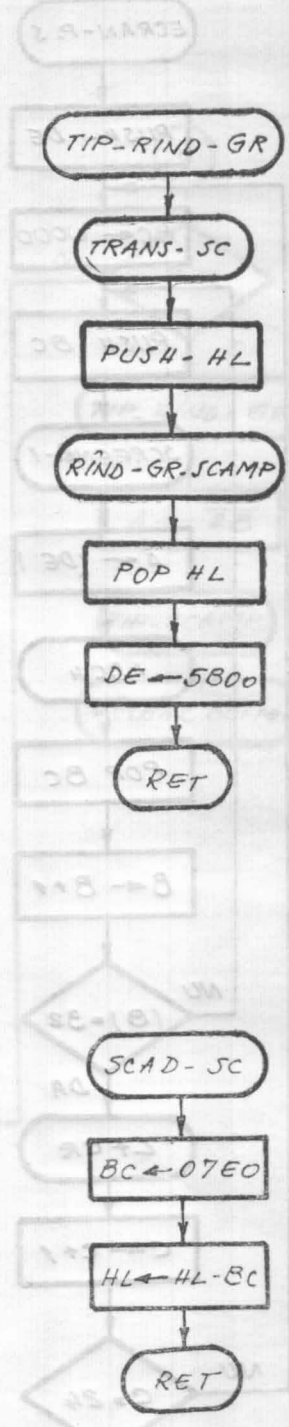 TIP-RIND-GR
TRANS-SC
PUSH-HL
RIND-GR.SCAMP
POP HL
DE←5800
RET
SCAD-SC
BC←07E0
HL←HL-BC
RET